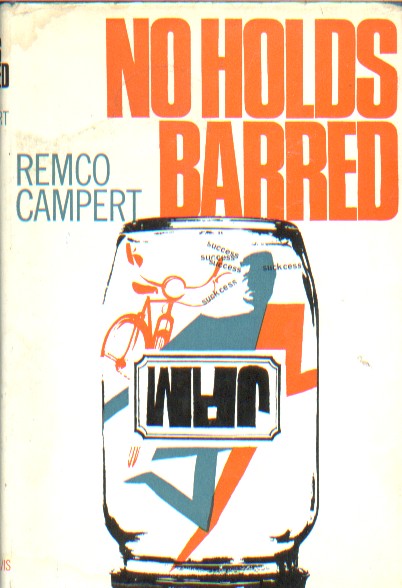 NO HOLDS
BARRED
REMCO
CAMPERT
success
success
success
suckcess
suckcess
JAM